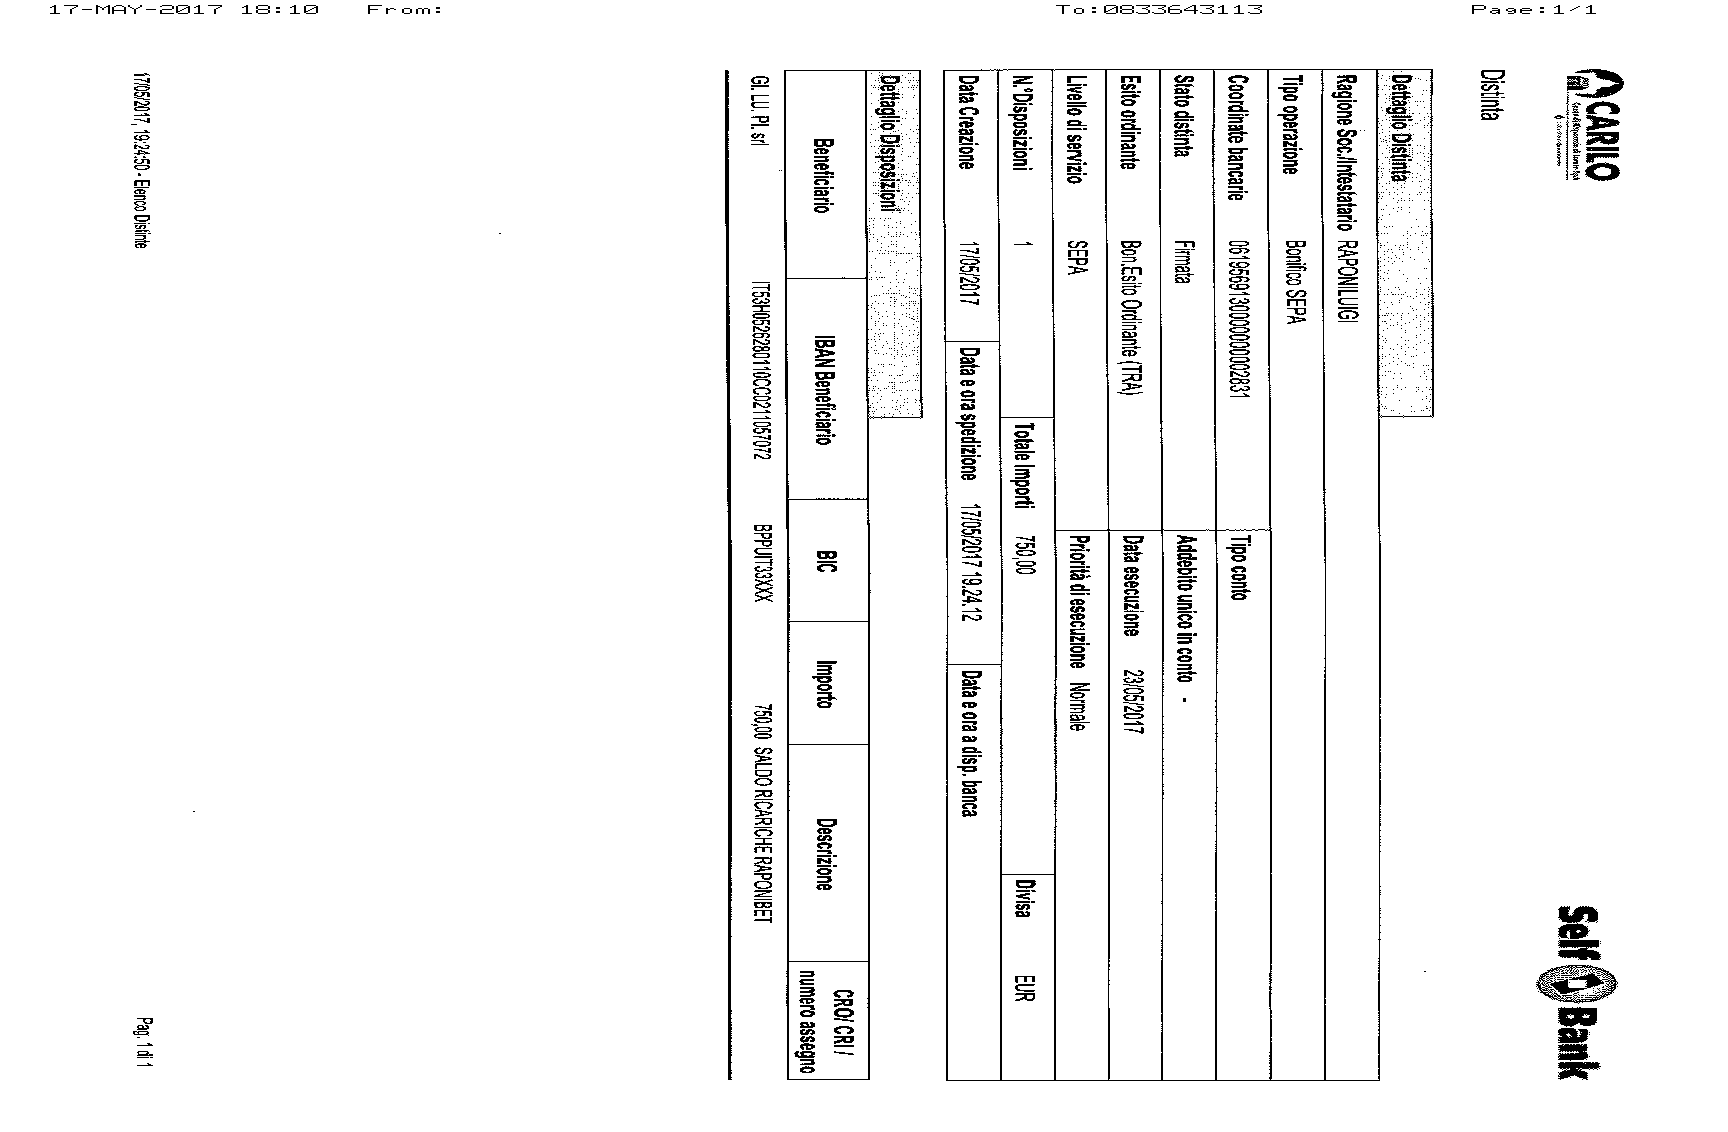 17-MAY-2017 18:10 From: To:0833643113 Page:1/1
CARILO
Self Bank
Distinta
Dettaglio Distinta
Ragione Soc./Intestatario RAPONILUIGI
Tipo operazione Bonifico SEPA
Coordinate bancarie 0619569130000000002831 Tipo conto
Stato distinta Firmata Addebito unico in conto -
Esito ordinante Bon.Esito Ordinante (TRA) Data esecuzione 23/05/2017
Livello di servizio SEPA Priorità di esecuzione Normale
N.°Disposizioni 1 Totale Importi 750,00 Divisa EUR
Data Creazione 17/05/2017 Data e ora spedizione 17/05/2017 19.24.12 Data e ora a disp. banca
Dettaglio Disposizioni
Beneficiario IBAN Beneficiario BIC Importo Descrizione CRO/ CRI /
numero assegno
GI. LU. PI. srl IT53H0526280110CC0211057072 BPPUIT33XXX 750,00 SALDO RICARICHE RAPONIBET
17/05/2017, 19:24:50 - Elenco Distinte Pag. 1 di 1